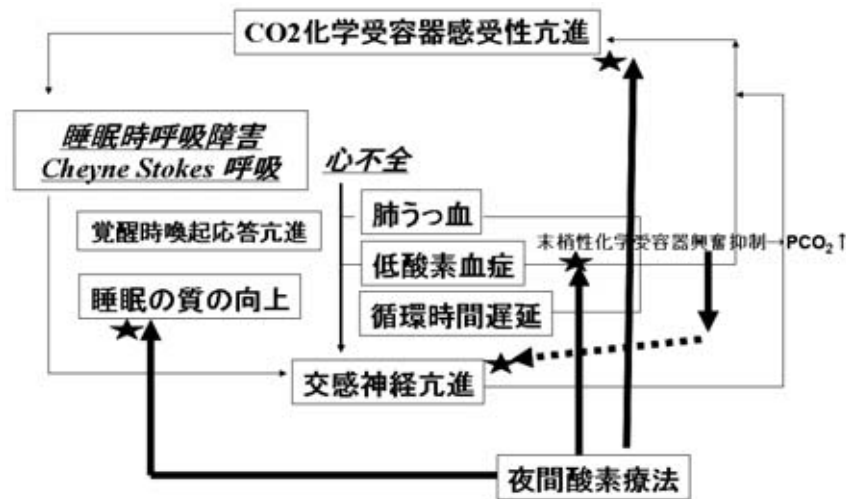 CO2化学受容器感受性亢進
睡眠時呼吸障害
Cheyne Stokes 呼吸
心不全
肺うっ血
覚醒時喚起応答亢進
末梢性化学受容器興奮抑制→PCO₂↑
低酸素血症
睡眠の質の向上
循環時間遅延
交感神経亢進
夜間酸素療法